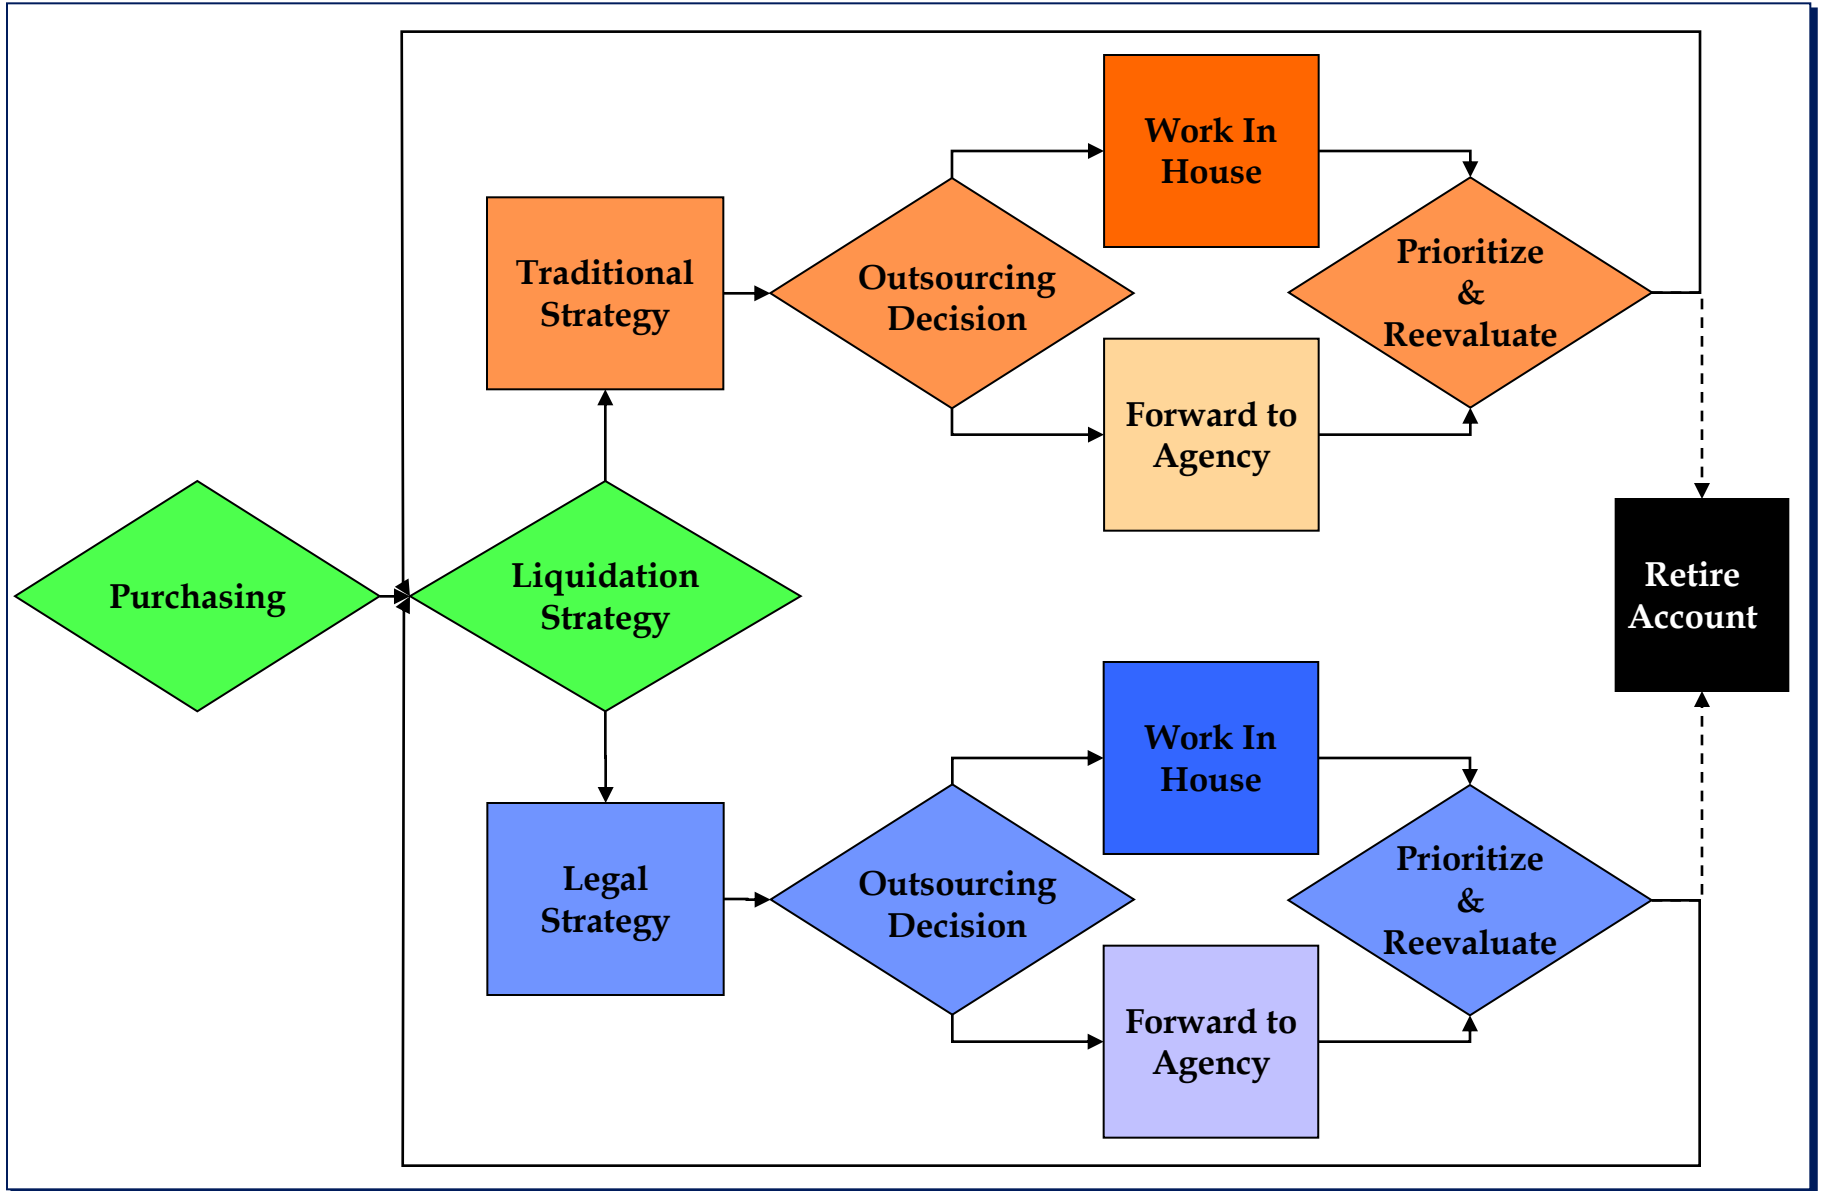 Work In
House
Traditional
Strategy
Outsourcing
Decision
Prioritize
&
Reevaluate
Forward to
Agency
Purchasing
Liquidation
Strategy
Retire
Account
Work In
House
Legal
Strategy
Outsourcing
Decision
Prioritize
&
Reevaluate
Forward to
Agency